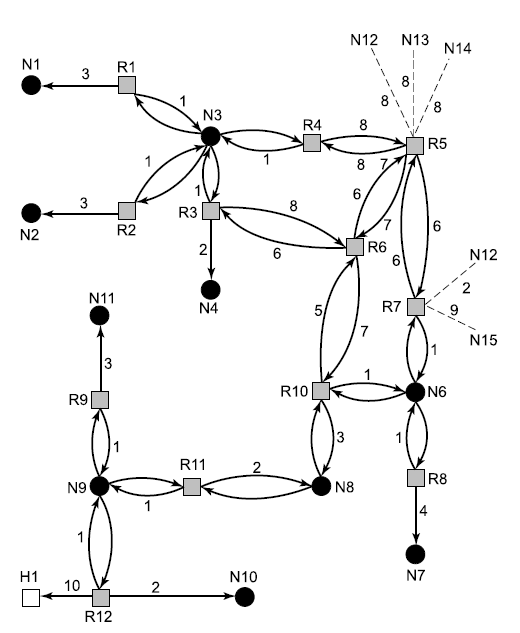 N12 N13 N14
8 8 8
N1 3 R1
1
N3 8
1 R4 8 7 R5
1
N2 3 R2
1 R3 8 6 7
2 6 R6 6 6
N4
N12
2
R7 9
N15
N11 5 7
3 1
R9 R10 1 N6
1 3 1
R11 2
N9 1 N8 R8
4
1 N7
H1 10 R12 2 N10